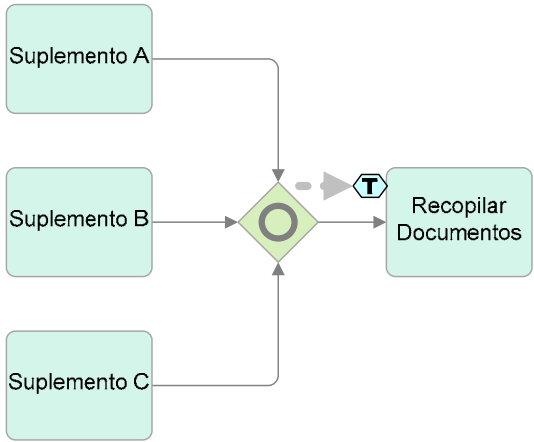 Suplemento A
Suplemento B
T
Recopilar
Documentos
Suplemento C